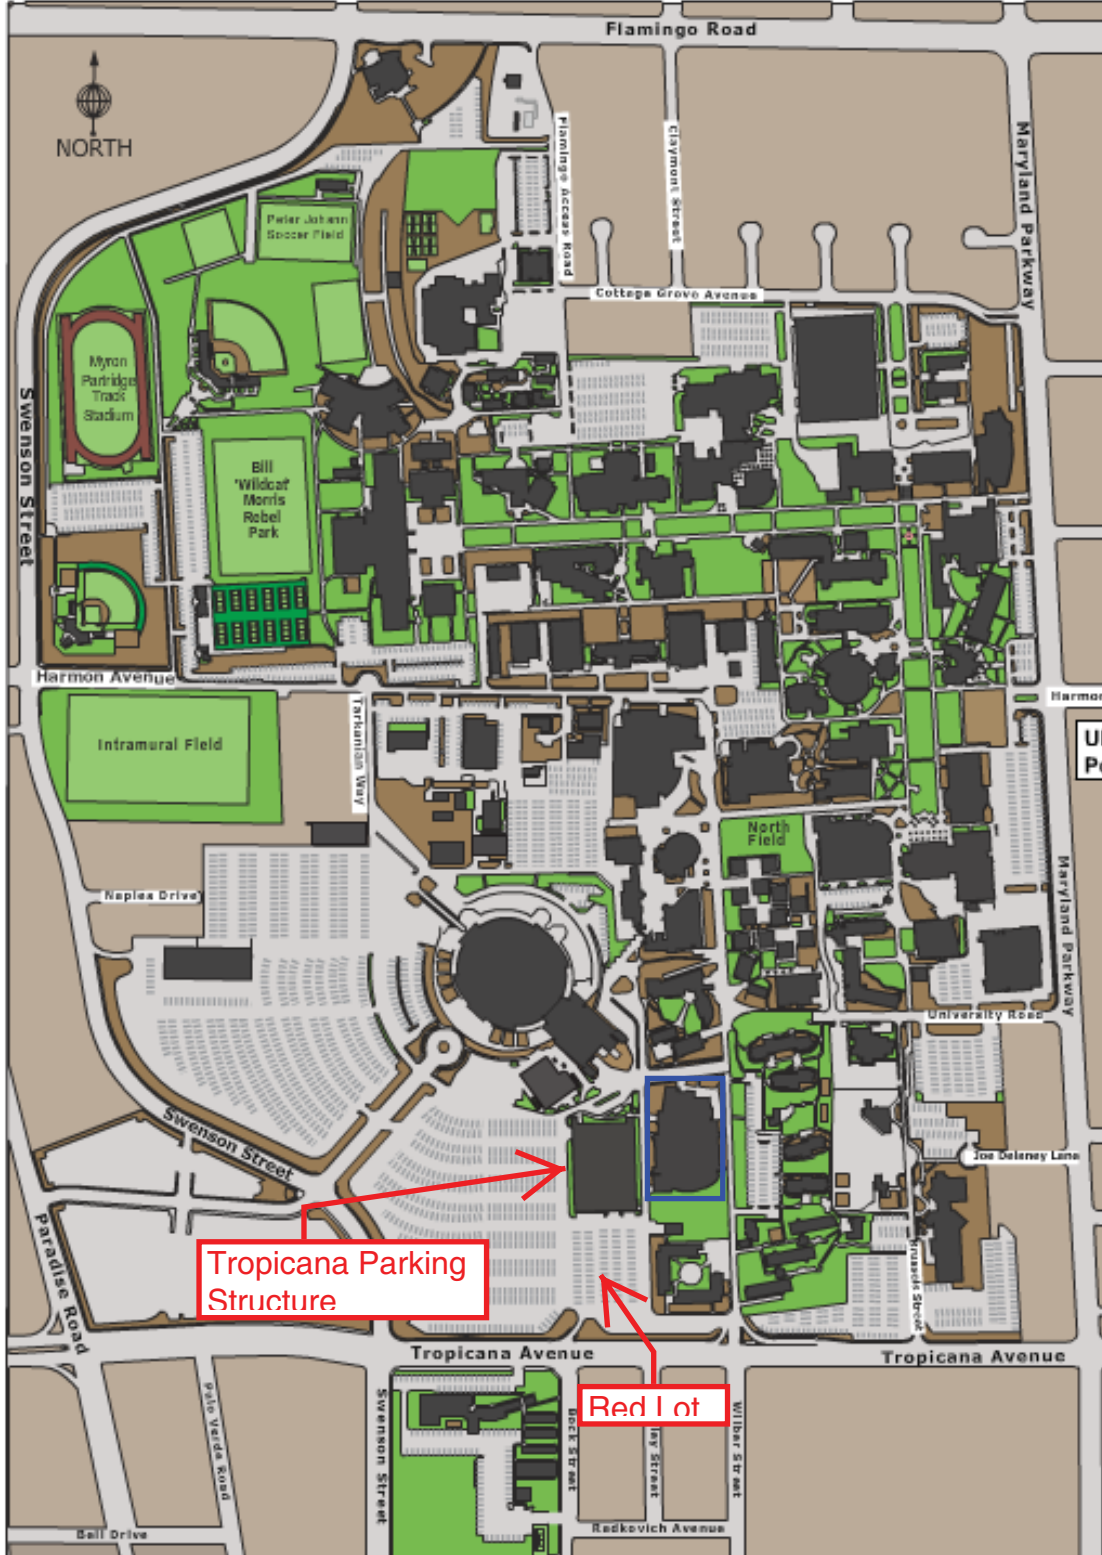 Flamingo Road
NORTH
Flamingo Access Road
Claymont Street
Maryland Parkway
Peter Johann
Soccer Field
Cottage Grove Avenue
Myron
Partridge
Track
Stadium
Swenson Street
Bill
'Wildcat'
Morris
Rebel
Park
Harmon Avenue
Harmon
Tarkanian Way
Intramural Field
North
Field
Maryland Parkway
Naples Drive
University Road
Swenson Street
Joe Delaney Lane
Paradise Road
Tropicana Parking
Structure
Tropicana Avenue
Tropicana Avenue
Red Lot
Palo Verde Road
Swenson Street
Wilbur Street
Radkovich Avenue
Bell Drive